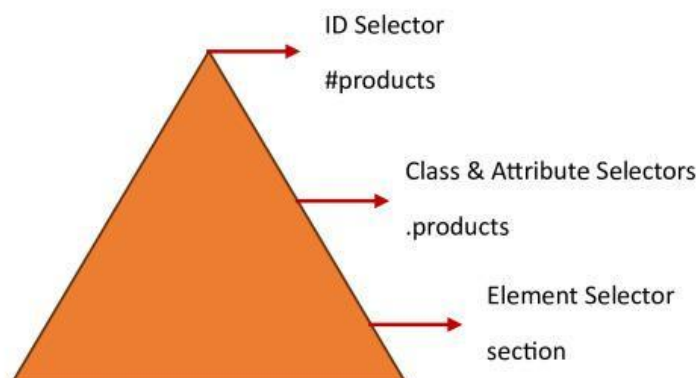 ID Selector
#products
Class & Attribute Selectors
.products
Element Selector
section